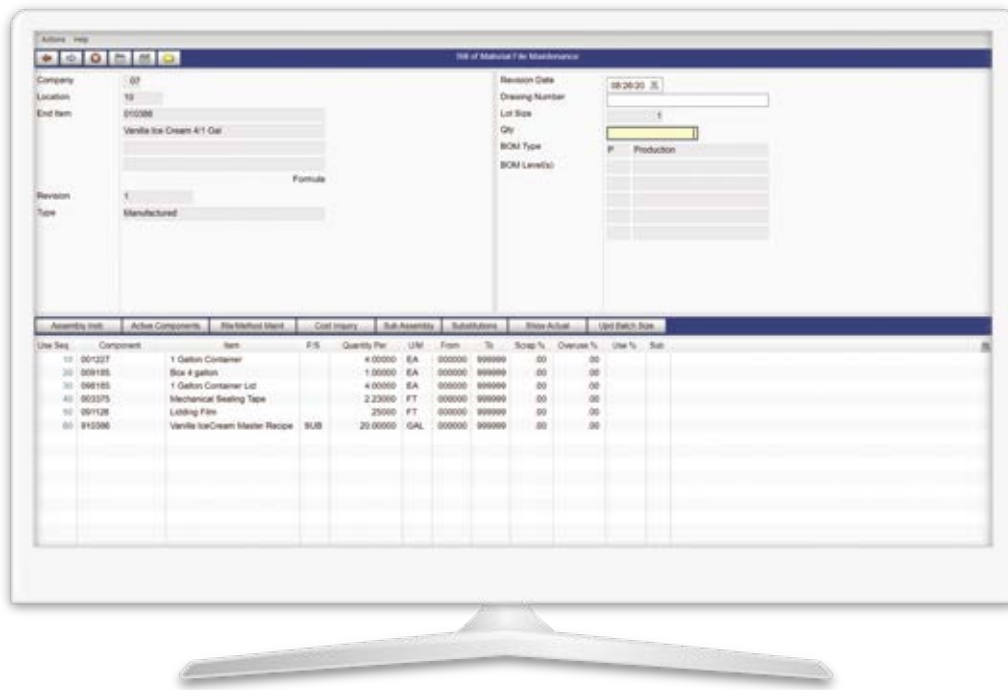 Actions Help
Bill of Material File Maintenance
Company 07
Location 10
End Item 010386
Vanilla Ice Cream 4/1 Gal
Formula
Revision 1
Type Manufactured
Revision Date 08/26/20
Drawing Number
Lot Size 1
Qty
BOM Type P Production
BOM Level(s)
Assembly Instr. Active Components Rte/Method Maint Cost Inquiry Sub Assembly Substitutions Show Actual Upd Batch Size
Use Seq Component Item P/S Quantity Per U/M From To Scrap % Overuse % Use % Sub
10 001227 1 Gallon Container 4.00000 EA 000000 999999 .00 .00
20 009185 Box 4 gallon 1.00000 EA 000000 999999 .00 .00
30 098165 1 Gallon Container Lid 4.00000 EA 000000 999999 .00 .00
40 003375 Mechanical Sealing Tape 2.23000 FT 000000 999999 .00 .00
50 091128 Lidding Film .25000 FT 000000 999999 .00 .00
60 910386 Vanilla IceCream Master Recipe SUB 20.00000 GAL 000000 999999 .00 .00